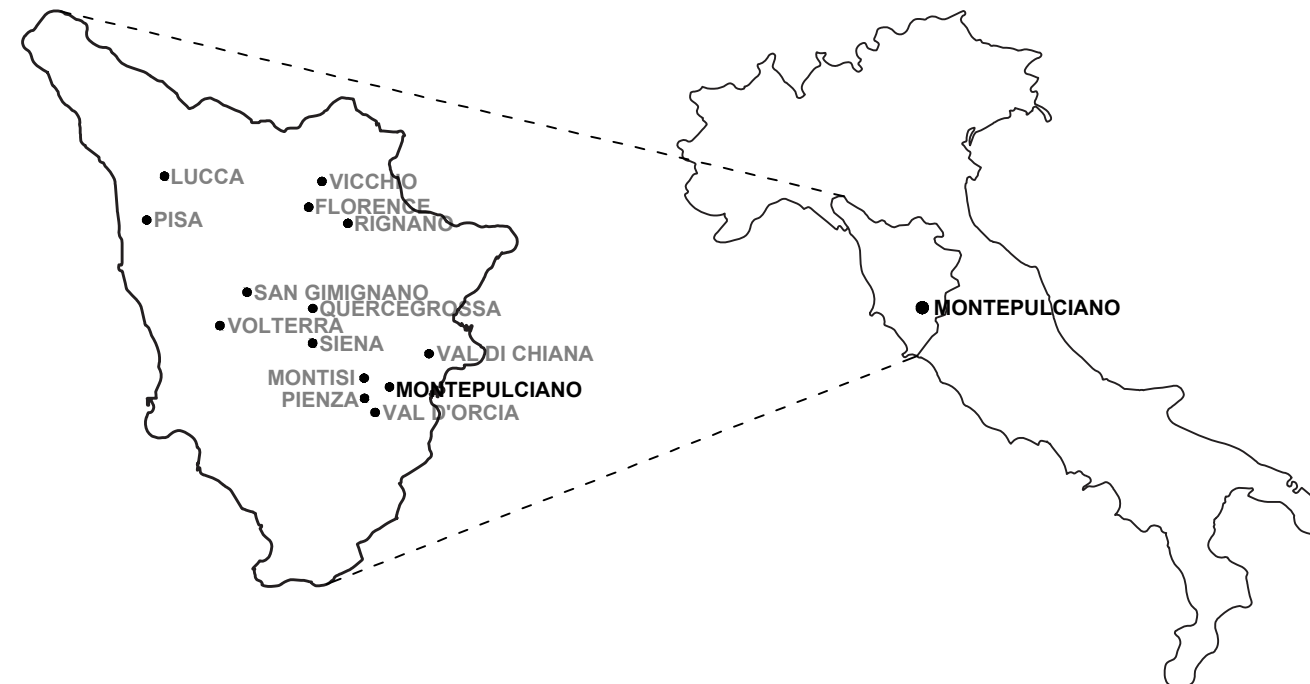 LUCCA
VICCHIO
FLORENCE
PISA
RIGNANO
SAN GIMIGNANO
QUERCEGROSSA
MONTEPULCIANO
VOLTERRA
SIENA
VAL DI CHIANA
MONTISI
MONTEPULCIANO
PIENZA
VAL D'ORCIA